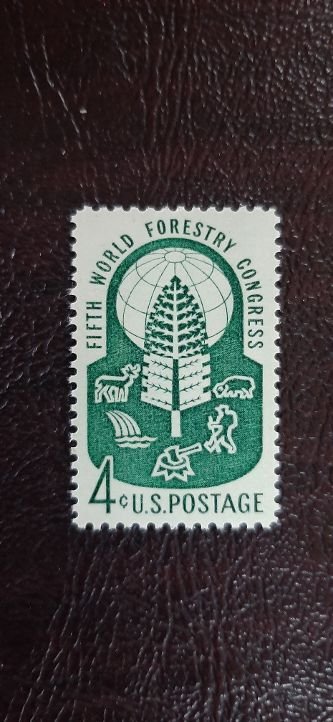 FIFTH WORLD FORESTRY CONGRESS
4¢ U.S. POSTAGE